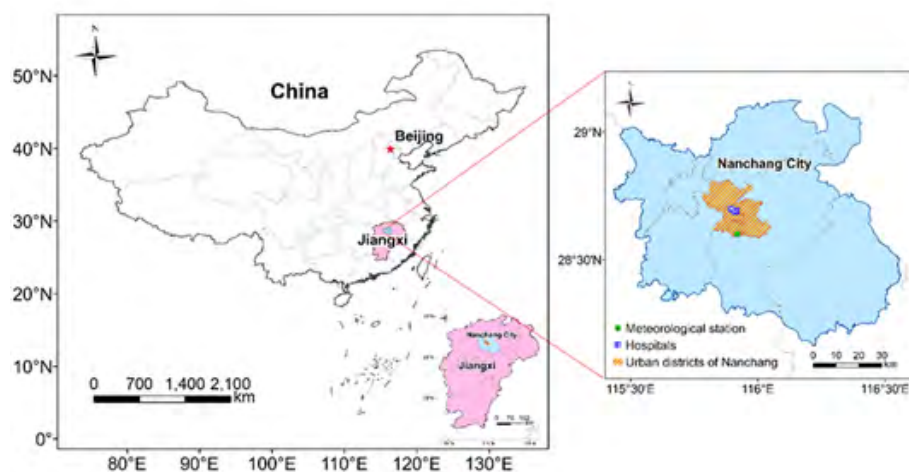 N
50°N
40°N
30°N
20°N
10°N
0°
China
Beijing
Jiangxi
0 700 1,400 2,100
km
80°E 90°E 100°E 110°E 120°E 130°E
Nanchang City
Jiangxi
N
29°N
28°30'N
Nanchang City
Meteorological station
Hospitals
Urban districts of Nanchang
0 10 20 30
km
115°30'E 116°E 116°30'E